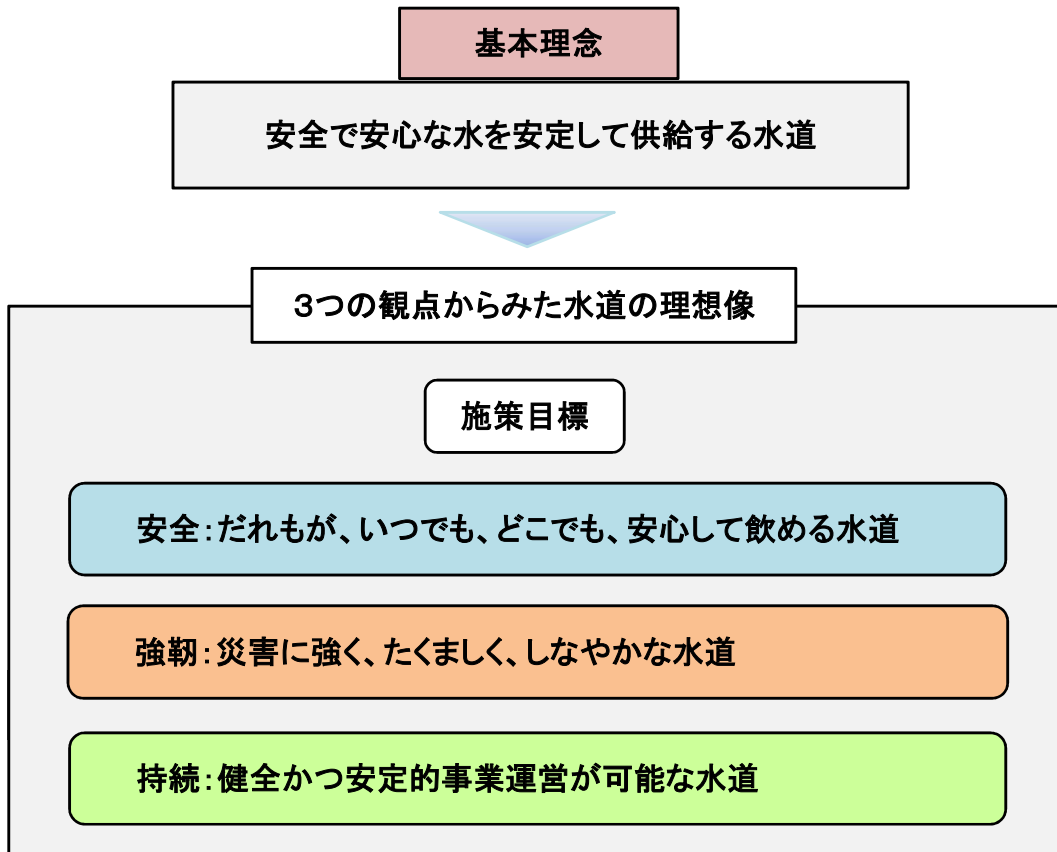 基本理念
安全で安心な水を安定して供給する水道
3つの観点からみた水道の理想像
施策目標
安全:だれもが、いつでも、どこでも、安心して飲める水道
強靭:災害に強く、たくましく、しなやかな水道
持続:健全かつ安定的事業運営が可能な水道